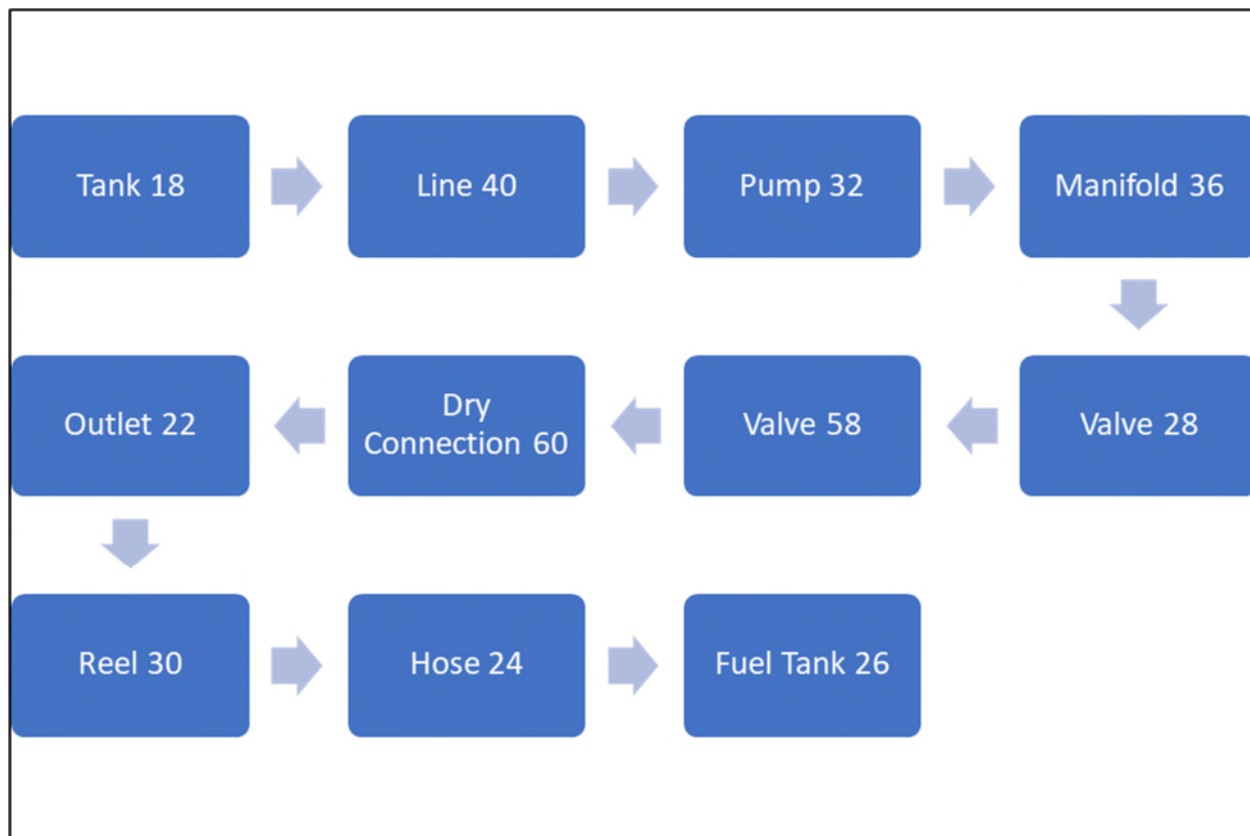 Tank 18
Line 40
Pump 32
Manifold 36
Outlet 22
Dry
Connection 60
Valve 58
Valve 28
Reel 30
Hose 24
Fuel Tank 26